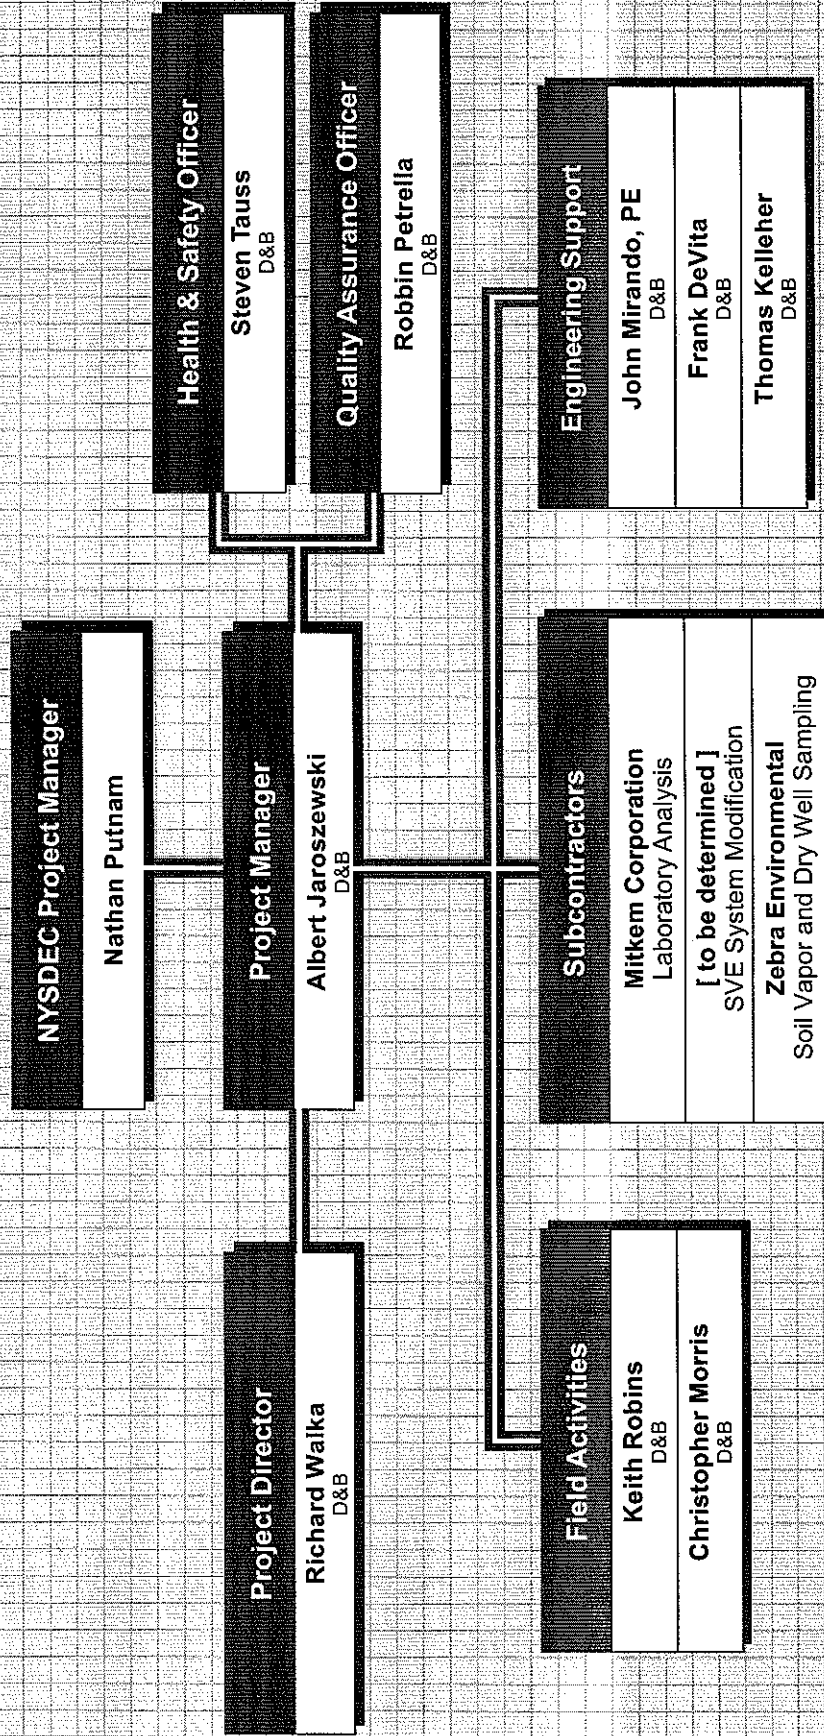 NYSDEC Project Manager
Nathan Putnam
Project Director
Richard Walka
D&B
Project Manager
Albert Jaroszewski
D&B
Health & Safety Officer
Steven Tauss
D&B
Quality Assurance Officer
Robbin Petrella
D&B
Field Activities
Keith Robins
D&B
Christopher Morris
D&B
Subcontractors
Mitkem Corporation
Laboratory Analysis
[ to be determined ]
SVE System Modification
Zebra Environmental
Soil Vapor and Dry Well Sampling
Engineering Support
John Mirando, PE
D&B
Frank DeVita
D&B
Thomas Kelleher
D&B